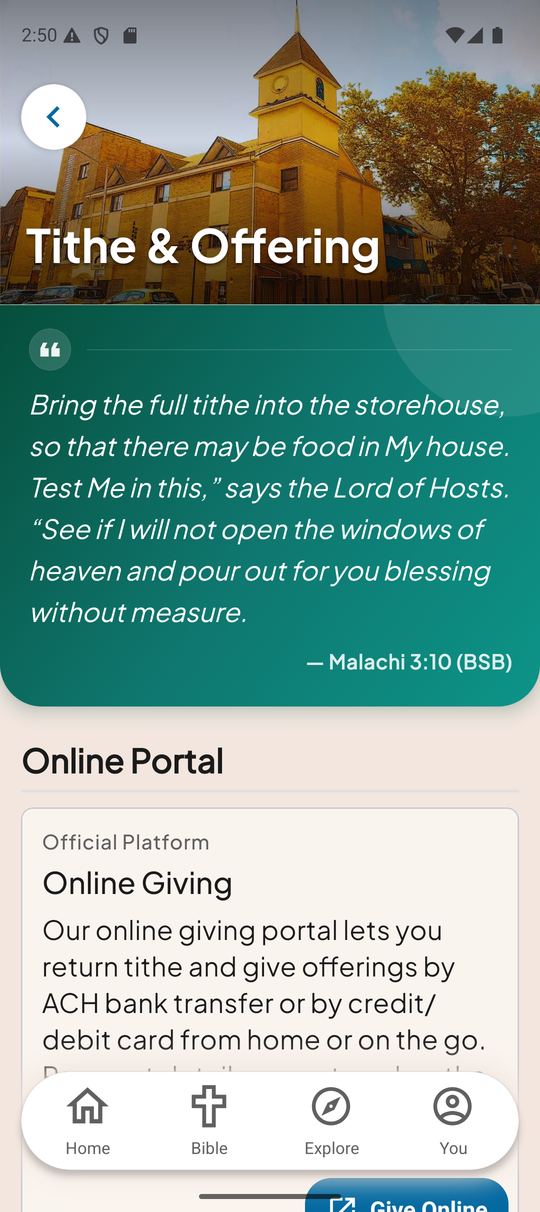 2:50
Tithe & Offering
❝
Bring the full tithe into the storehouse,
so that there may be food in My house.
Test Me in this,” says the Lord of Hosts.
“See if I will not open the windows of
heaven and pour out for you blessing
without measure.
— Malachi 3:10 (BSB)
Online Portal
Official Platform
Online Giving
Our online giving portal lets you
return tithe and give offerings by
ACH bank transfer or by credit/
debit card from home or on the go.
Home
Bible
Explore
You
Give Online